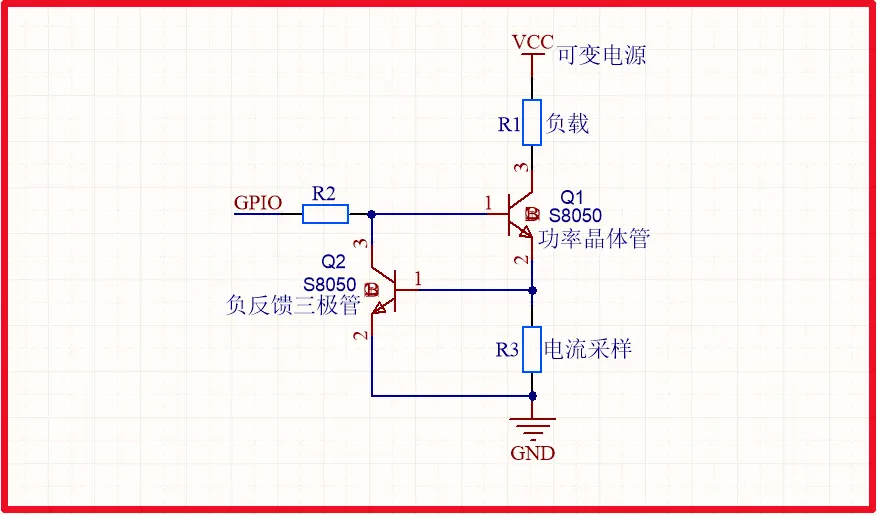 VCC 可变电源
R1 负载
3
GPIO R2
1
Q1
S8050
功率晶体管
2
3
Q2
S8050
负反馈三极管
1
2
R3 电流采样
GND